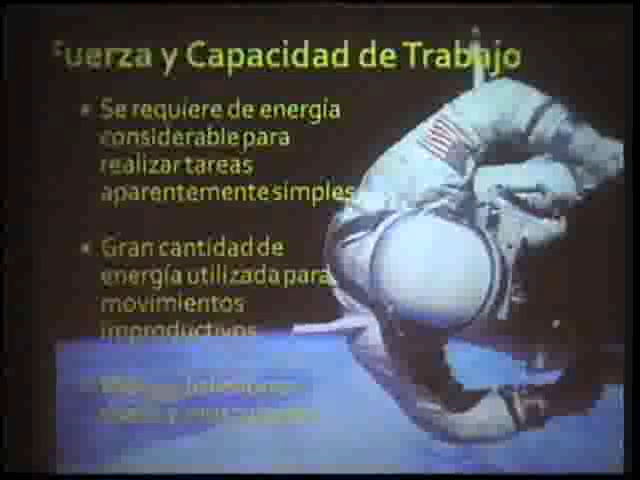 Fuerza y Capacidad de Trabajo
Se requiere de energía
considerable para
realizar tareas
aparentemente simples
Gran cantidad de
energía utilizada para
movimientos
improductivos